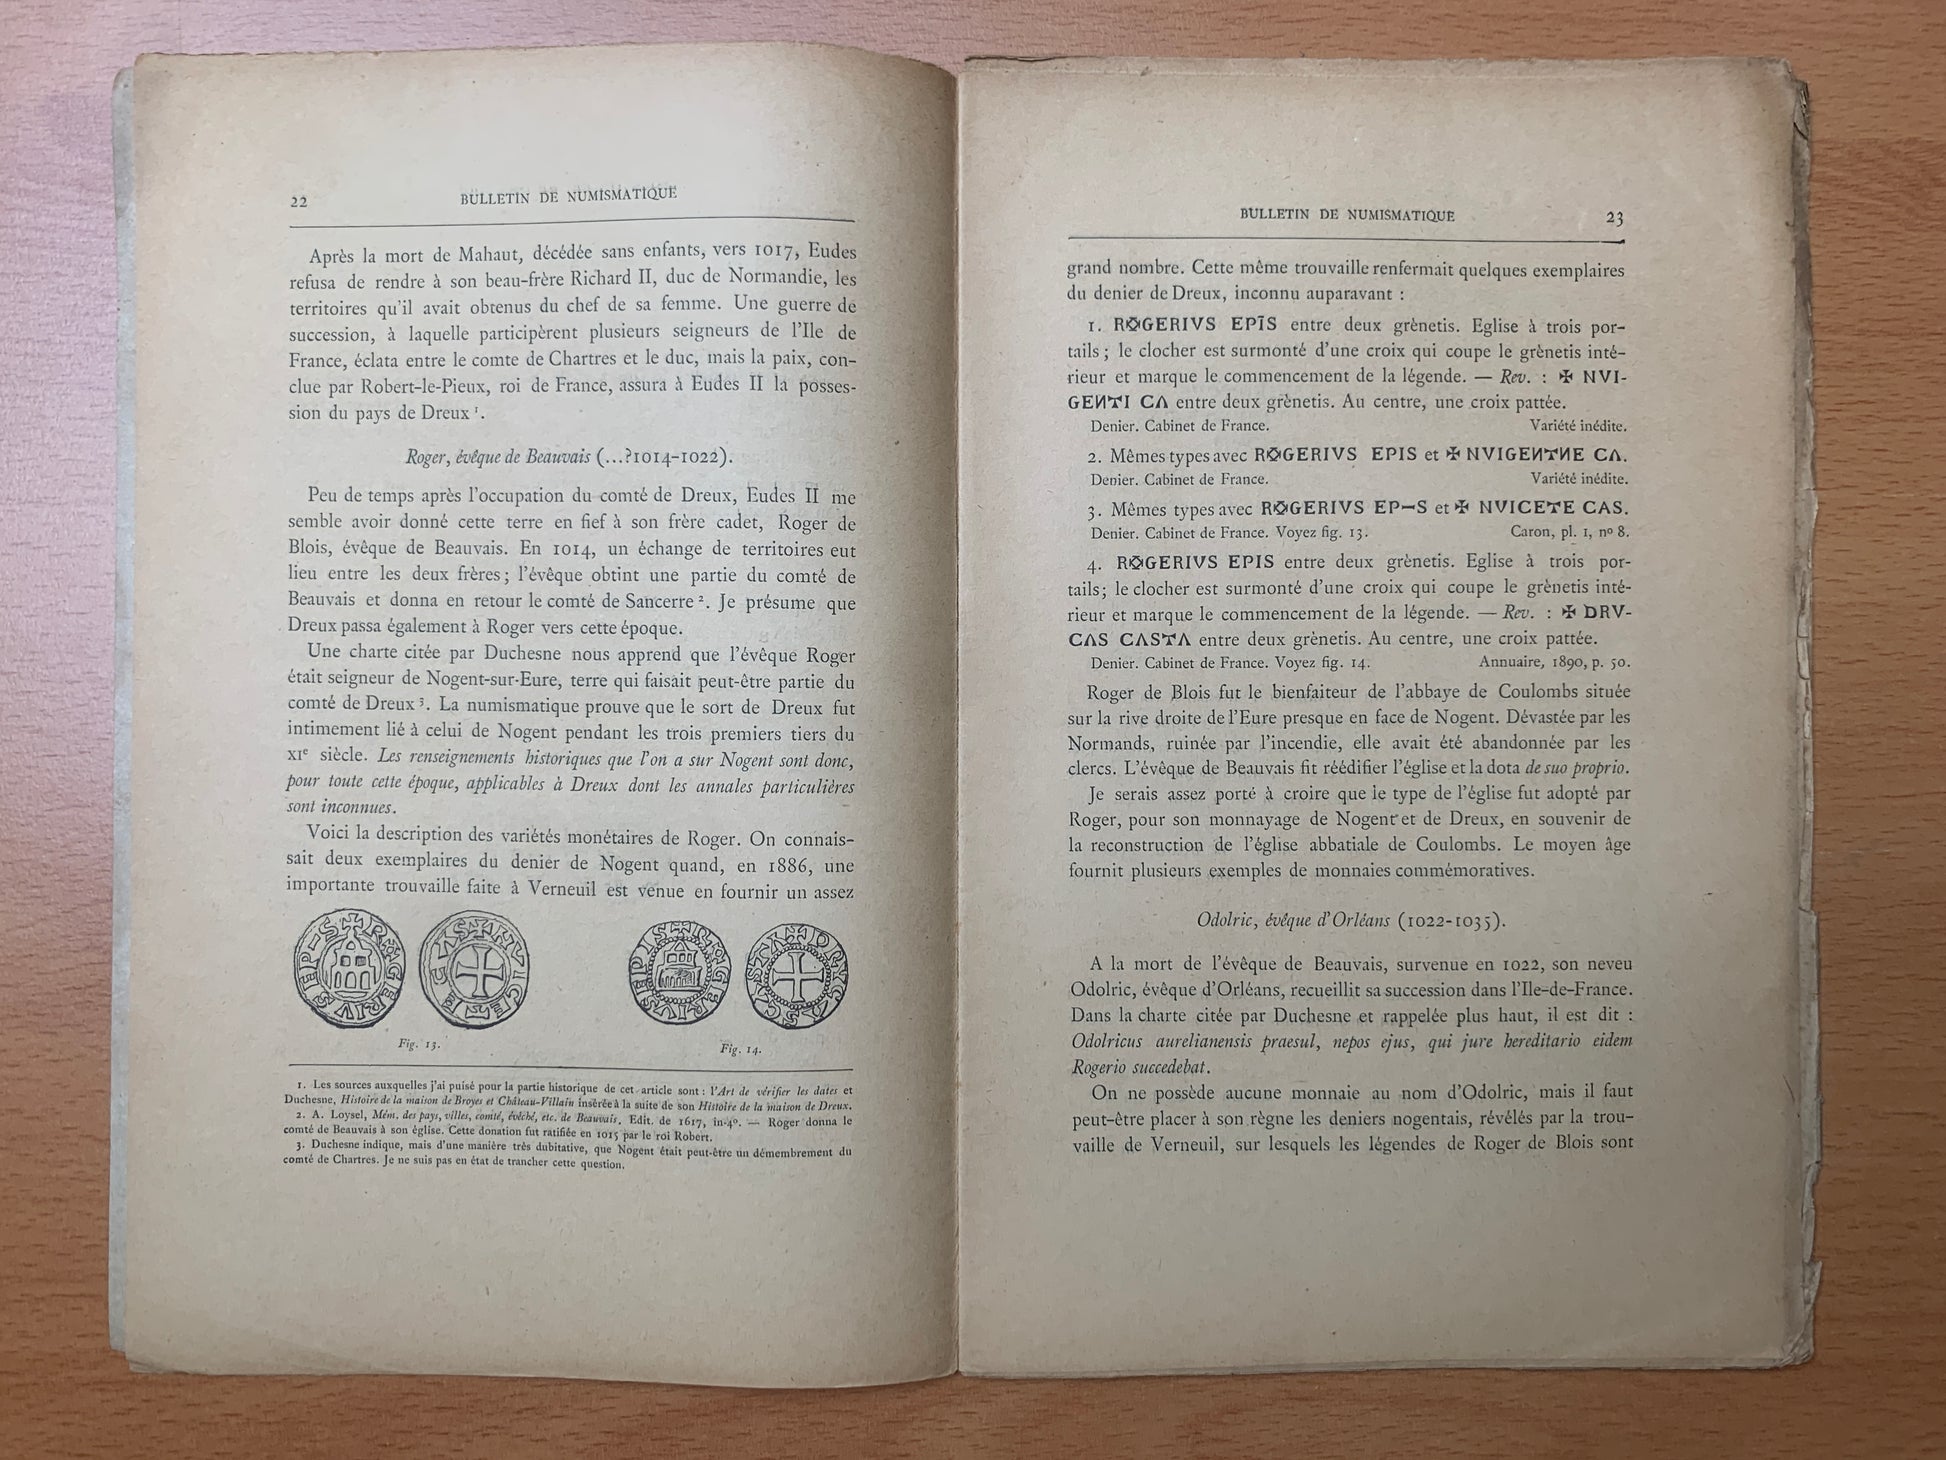 22 BULLETIN DE NUMISMATIQUE
Après la mort de Mahaut, décédée sans enfants, vers 1017, Eudes
refusa de rendre à son beau-frère Richard II, duc de Normandie, les
territoires qu'il avait obtenus du chef de sa femme. Une guerre de
succession, à laquelle participèrent plusieurs seigneurs de l'Ile de
France, éclata entre le comte de Chartres et le duc, mais la paix, con-
clue par Robert-le-Pieux, roi de France, assura à Eudes II la posses-
sion du pays de Dreux ¹.
Roger, évêque de Beauvais (...?1014-1022).
Peu de temps après l'occupation du comté de Dreux, Eudes II me
semble avoir donné cette terre en fief à son frère cadet, Roger de
Blois, évêque de Beauvais. En 1014, un échange de territoires eut
lieu entre les deux frères; l'évêque obtint une partie du comté de
Beauvais et donna en retour le comté de Sancerre ². Je présume que
Dreux passa également à Roger vers cette époque.
Une charte citée par Duchesne nous apprend que l'évêque Roger
était seigneur de Nogent-sur-Eure, terre qui faisait peut-être partie du
comté de Dreux ³. La numismatique prouve que le sort de Dreux fut
intimement lié à celui de Nogent pendant les trois premiers tiers du
XIᵉ siècle. Les renseignements historiques que l'on a sur Nogent sont donc,
pour toute cette époque, applicables à Dreux dont les annales particulières
sont inconnues.
Voici la description des variétés monétaires de Roger. On connais-
sait deux exemplaires du denier de Nogent quand, en 1886, une
importante trouvaille faite à Verneuil est venue en fournir un assez
Fig. 13.
Fig. 14.
1. Les sources auxquelles j'ai puisé pour la partie historique de cet article sont : l'Art de vérifier les dates et
Duchesne, Histoire de la maison de Broyes et Château-Villain insérée à la suite de son Histoire de la maison de Dreux.
2. A. Loysel, Mém. des pays, villes, comté, évêché, etc. de Beauvais. Edit. de 1617, in-4º. — Roger donna le
comté de Beauvais à son église. Cette donation fut ratifiée en 1015 par le roi Robert.
3. Duchesne indique, mais d'une manière très dubitative, que Nogent était peut-être un démembrement du
comté de Chartres. Je ne suis pas en état de trancher cette question.
BULLETIN DE NUMISMATIQUE 23
grand nombre. Cette même trouvaille renfermait quelques exemplaires
du denier de Dreux, inconnu auparavant :
1. ROGERIVS EPĪS entre deux grènetis. Eglise à trois por-
tails; le clocher est surmonté d'une croix qui coupe le grènetis inté-
rieur et marque le commencement de la légende. — Rev. : ✠ NVI-
GEИTI CΛ entre deux grènetis. Au centre, une croix pattée.
Denier. Cabinet de France. Variété inédite.
2. Mêmes types avec ROGERIVS EPIS et ✠ NVIGEИTИE CΛ.
Denier. Cabinet de France. Variété inédite.
3. Mêmes types avec ROGERIVS EP–S et ✠ NVICETE CAS.
Denier. Cabinet de France. Voyez fig. 13. Caron, pl. 1, nº 8.
4. ROGERIVS EPIS entre deux grènetis. Eglise à trois por-
tails; le clocher est surmonté d'une croix qui coupe le grènetis inté-
rieur et marque le commencement de la légende. — Rev. : ✠ DRV-
CΛS CΛSTΛ entre deux grènetis. Au centre, une croix pattée.
Denier. Cabinet de France. Voyez fig. 14. Annuaire, 1890, p. 50.
Roger de Blois fut le bienfaiteur de l'abbaye de Coulombs située
sur la rive droite de l'Eure presque en face de Nogent. Dévastée par les
Normands, ruinée par l'incendie, elle avait été abandonnée par les
clercs. L'évêque de Beauvais fit réédifier l'église et la dota de suo proprio.
Je serais assez porté à croire que le type de l'église fut adopté par
Roger, pour son monnayage de Nogent et de Dreux, en souvenir de
la reconstruction de l'église abbatiale de Coulombs. Le moyen âge
fournit plusieurs exemples de monnaies commémoratives.
Odolric, évêque d'Orléans (1022-1035).
A la mort de l'évêque de Beauvais, survenue en 1022, son neveu
Odolric, évêque d'Orléans, recueillit sa succession dans l'Ile-de-France.
Dans la charte citée par Duchesne et rappelée plus haut, il est dit :
Odolricus aurelianensis praesul, nepos ejus, qui jure hereditario eidem
Rogerio succedebat.
On ne possède aucune monnaie au nom d'Odolric, mais il faut
peut-être placer à son règne les deniers nogentais, révélés par la trou-
vaille de Verneuil, sur lesquels les légendes de Roger de Blois sont